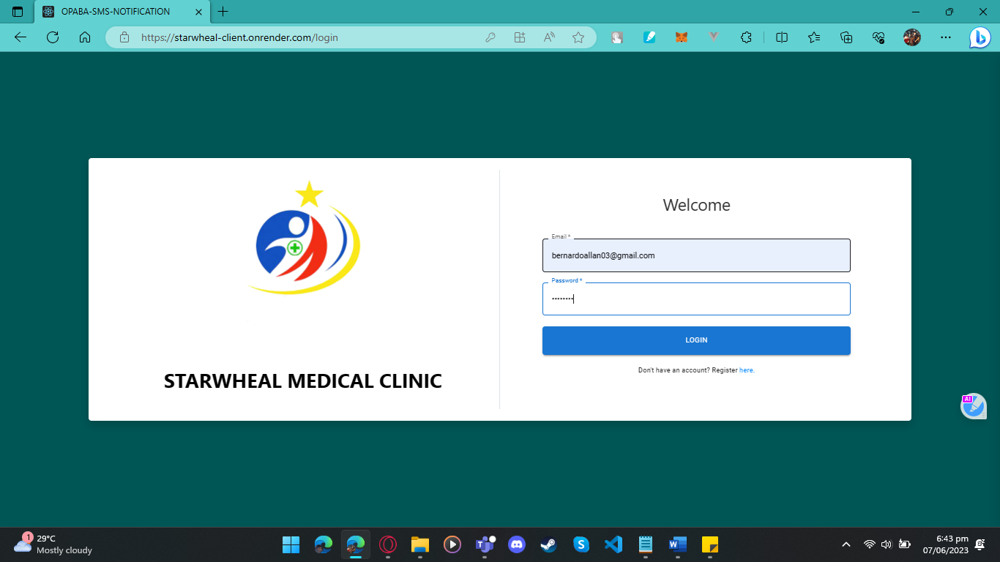 OPABA-SMS-NOTIFICATION
https://starwheal-client.onrender.com/login
Welcome
Email *
bernardoallan03@gmail.com
Password *
••••••••
LOGIN
Don't have an account? Register here.
STARWHEAL MEDICAL CLINIC
AI
1
29°C
Mostly cloudy
6:43 pm
07/06/2023